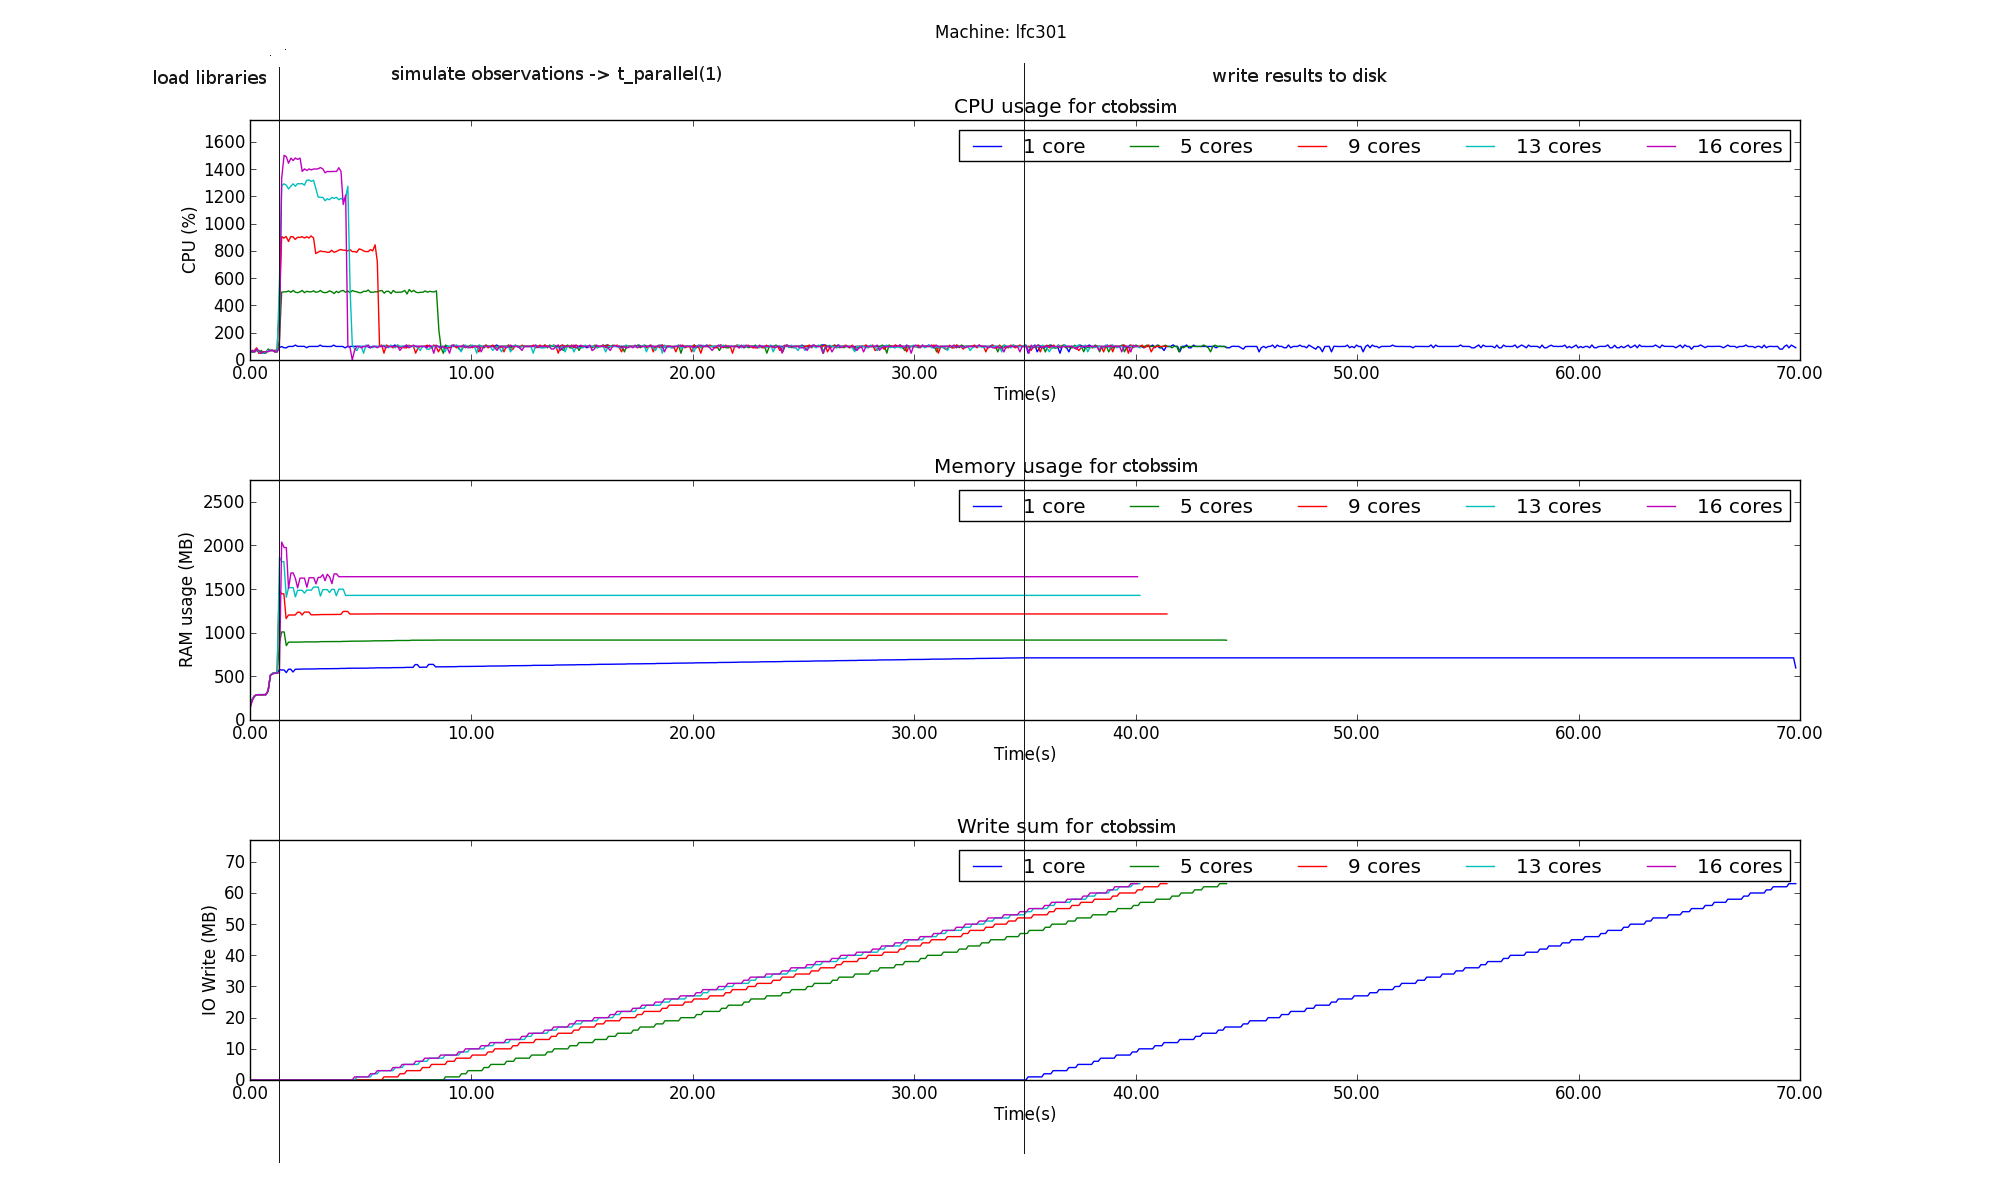 Machine: lfc301
load libraries
simulate observations -> t_parallel(1)
write results to disk
CPU usage for ctobssim
1 core 5 cores 9 cores 13 cores 16 cores
CPU (%)
1600
1400
1200
1000
800
600
400
200
0
0.00 10.00 20.00 30.00 40.00 50.00 60.00 70.00
Time(s)
Memory usage for ctobssim
1 core 5 cores 9 cores 13 cores 16 cores
RAM usage (MB)
2500
2000
1500
1000
500
0
0.00 10.00 20.00 30.00 40.00 50.00 60.00 70.00
Time(s)
Write sum for ctobssim
1 core 5 cores 9 cores 13 cores 16 cores
IO Write (MB)
70
60
50
40
30
20
10
0
0.00 10.00 20.00 30.00 40.00 50.00 60.00 70.00
Time(s)